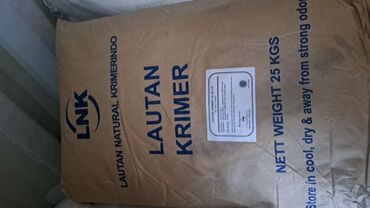 LNK
LAUTAN NATURAL KRIMERINDO
LAUTAN
KRIMER
NETT WEIGHT 25 KGS
Store in cool, dry & away from strong odo